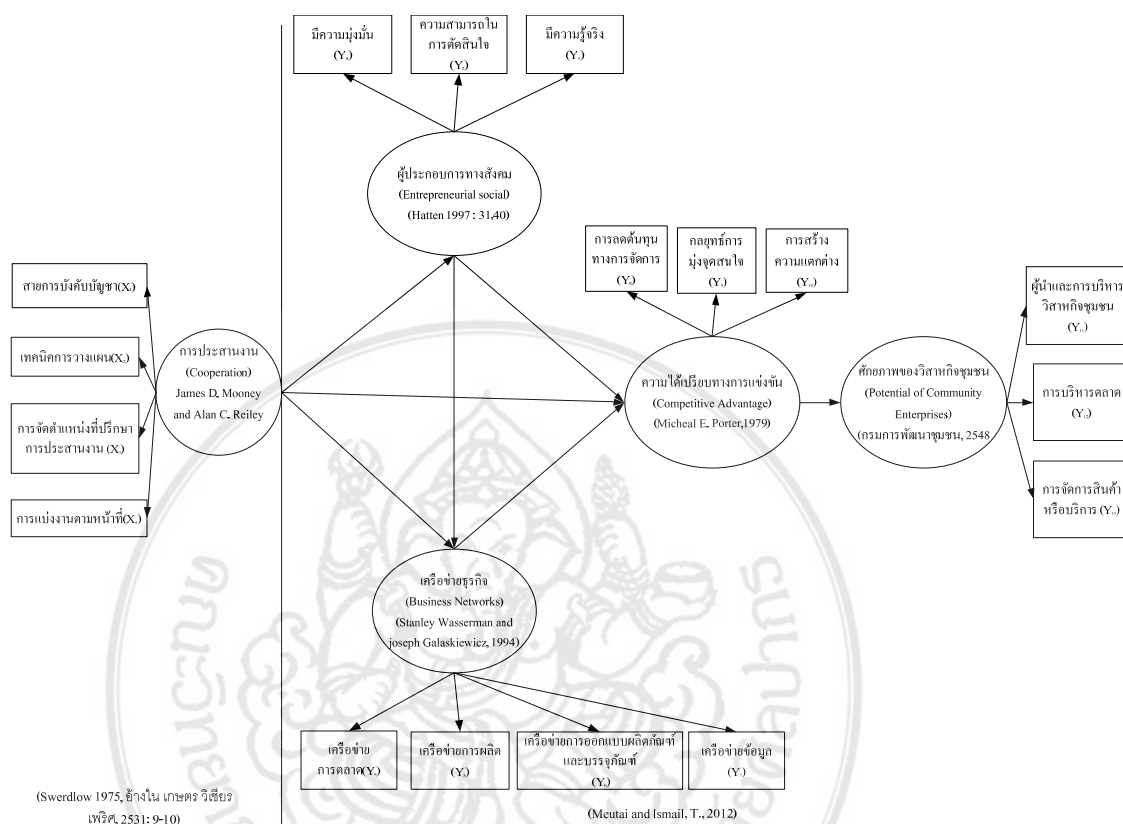 มีความมุ่งมั่น
(Y₁)
ความสามารถใน
การตัดสินใจ
(Y₂)
มีความรู้จริง
(Y₃)
ผู้ประกอบการทางสังคม
(Entrepreneurial social)
(Hatten 1997 : 31,40)
การลดต้นทุน
ทางการจัดการ
(Y₈)
กลยุทธ์การ
มุ่งจุดสนใจ
(Y₉)
การสร้าง
ความแตกต่าง
(Y₁₀)
สายการบังคับบัญชา(X₁)
เทคนิคการวางแผน(X₂)
การจัดตำแหน่งที่ปรึกษา
การประสานงาน (X₃)
การแบ่งงานตามหน้าที่(X₄)
การประสานงาน
(Cooperation)
James D. Mooney
and Alan C. Reiley
ความได้เปรียบทางการแข่งขัน
(Competitive Advantage)
(Micheal E. Porter,1979)
ศักยภาพของวิสาหกิจชุมชน
(Potential of Community
Enterprises)
(กรมการพัฒนาชุมชน, 2548
ผู้นำและการบริหาร
วิสาหกิจชุมชน
(Y₁₁)
การบริหารตลาด
(Y₁₂)
การจัดการสินค้า
หรือบริการ (Y₁₃)
เครือข่ายธุรกิจ
(Business Networks)
(Stanley Wasserman and
joseph Galaskiewicz, 1994)
เครือข่าย
การตลาด(Y₄)
เครือข่ายการผลิต
(Y₅)
เครือข่ายการออกแบบผลิตภัณฑ์
และบรรจุภัณฑ์
(Y₆)
เครือข่ายข้อมูล
(Y₇)
(Swerdlow 1975, อ้างใน เกษตร วิเชียร
เพริศ, 2531: 9-10)
(Meutai and Ismail, T., 2012)